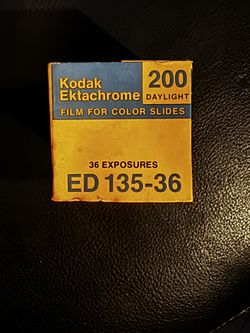 Kodak 200
Ektachrome DAYLIGHT
FILM FOR COLOR SLIDES
36 EXPOSURES
ED 135-36